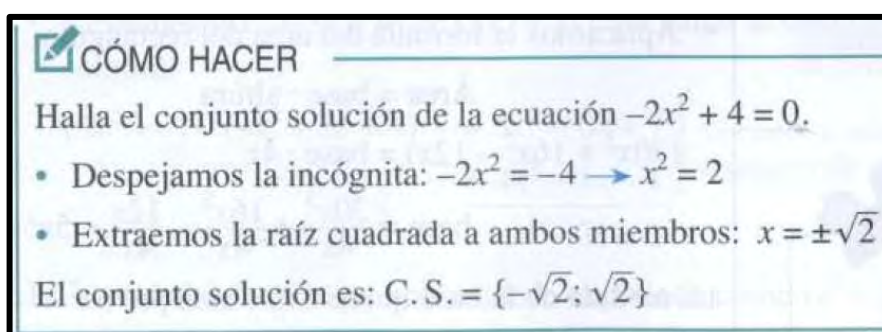 CÓMO HACER
Halla el conjunto solución de la ecuación –2x² + 4 = 0.
• Despejamos la incógnita: –2x² = –4 → x² = 2
• Extraemos la raíz cuadrada a ambos miembros: x = ±√2
El conjunto solución es: C. S. = {–√2; √2}